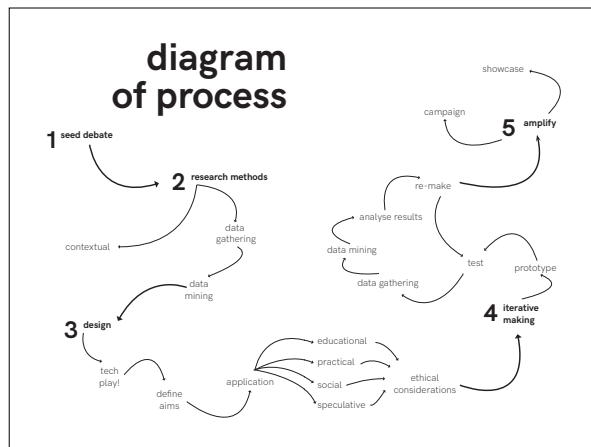 diagram
of process
1 seed debate
2 research methods
contextual
data
gathering
data
mining
3 design
tech
play!
define
aims
application
educational
practical
social
speculative
ethical
considerations
4 iterative
making
prototype
test
data gathering
data mining
analyse results
re-make
5 amplify
campaign
showcase